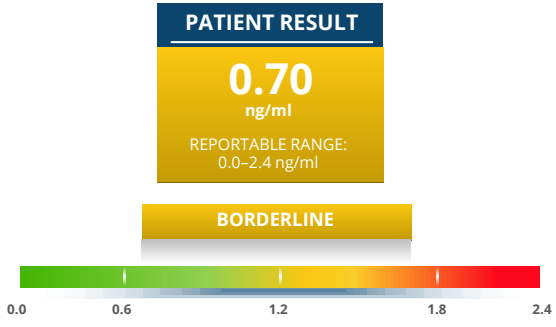 PATIENT RESULT
0.70
ng/ml
REPORTABLE RANGE:
0.0–2.4 ng/ml
BORDERLINE
0.0 0.6 1.2 1.8 2.4